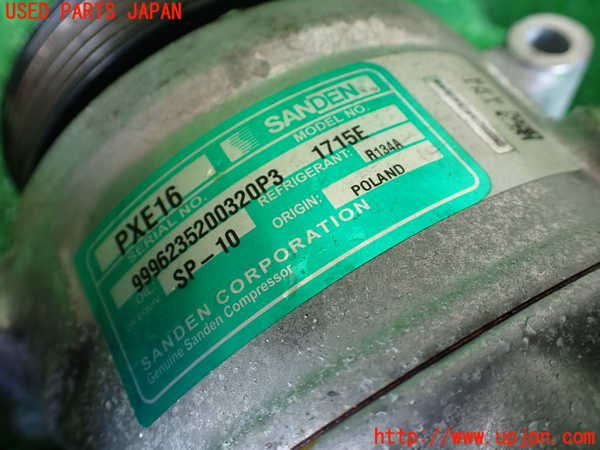 USED PARTS JAPAN
SANDEN
MODEL NO.
PXE16
1715E
SERIAL NO.
9996235200320P3
REFRIGERANT:
R134A
OIL
SP-10
ORIGIN:
POLAND
SANDEN CORPORATION
Genuine Sanden Compressor
http://www.upjpn.com